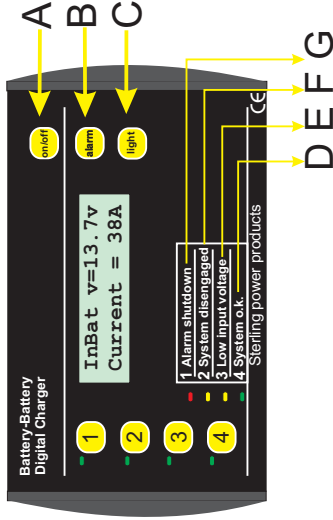 Battery-Battery
Digital Charger
InBat v=13.7v
Current = 38A
on/off
alarm
light
A
B
C
1
2
3
4
1 Alarm shutdown
2 System disengaged
3 Low input voltage
4 System o.k.
Sterling power products
CE
D
E
F
G